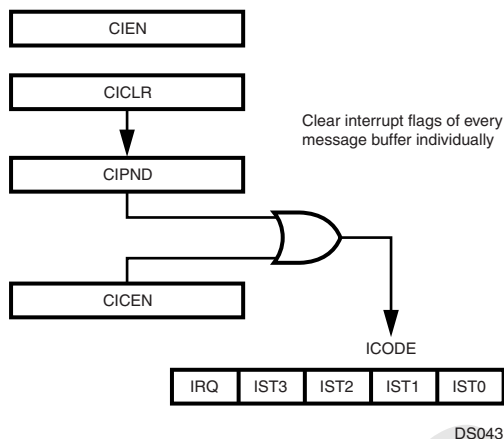 CIEN
CICLR
Clear interrupt flags of every
message buffer individually
CIPND
CICEN
ICODE
IRQ IST3 IST2 IST1 IST0
DS043